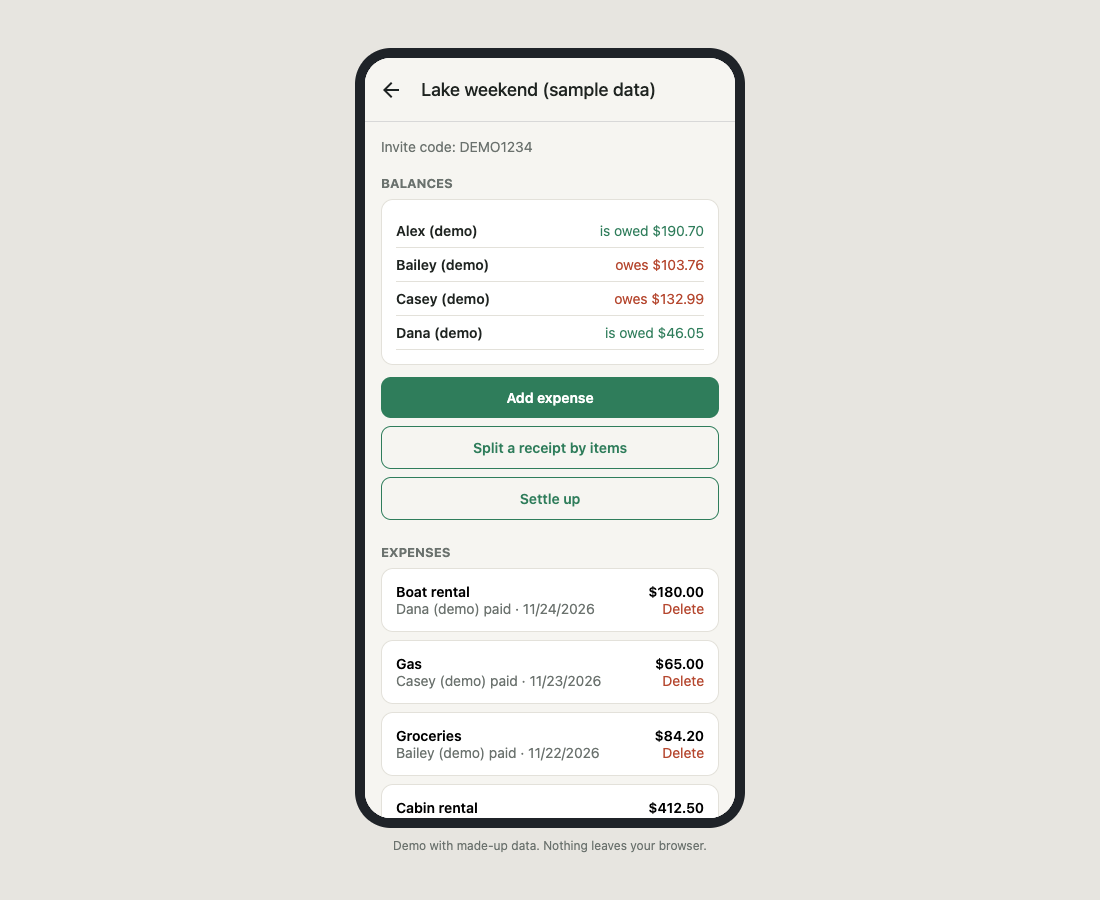 Lake weekend (sample data)
Invite code: DEMO1234
BALANCES
Alex (demo) is owed $190.70
Bailey (demo) owes $103.76
Casey (demo) owes $132.99
Dana (demo) is owed $46.05
Add expense
Split a receipt by items
Settle up
EXPENSES
Boat rental $180.00
Dana (demo) paid · 11/24/2026 Delete
Gas $65.00
Casey (demo) paid · 11/23/2026 Delete
Groceries $84.20
Bailey (demo) paid · 11/22/2026 Delete
Cabin rental $412.50
Demo with made-up data. Nothing leaves your browser.